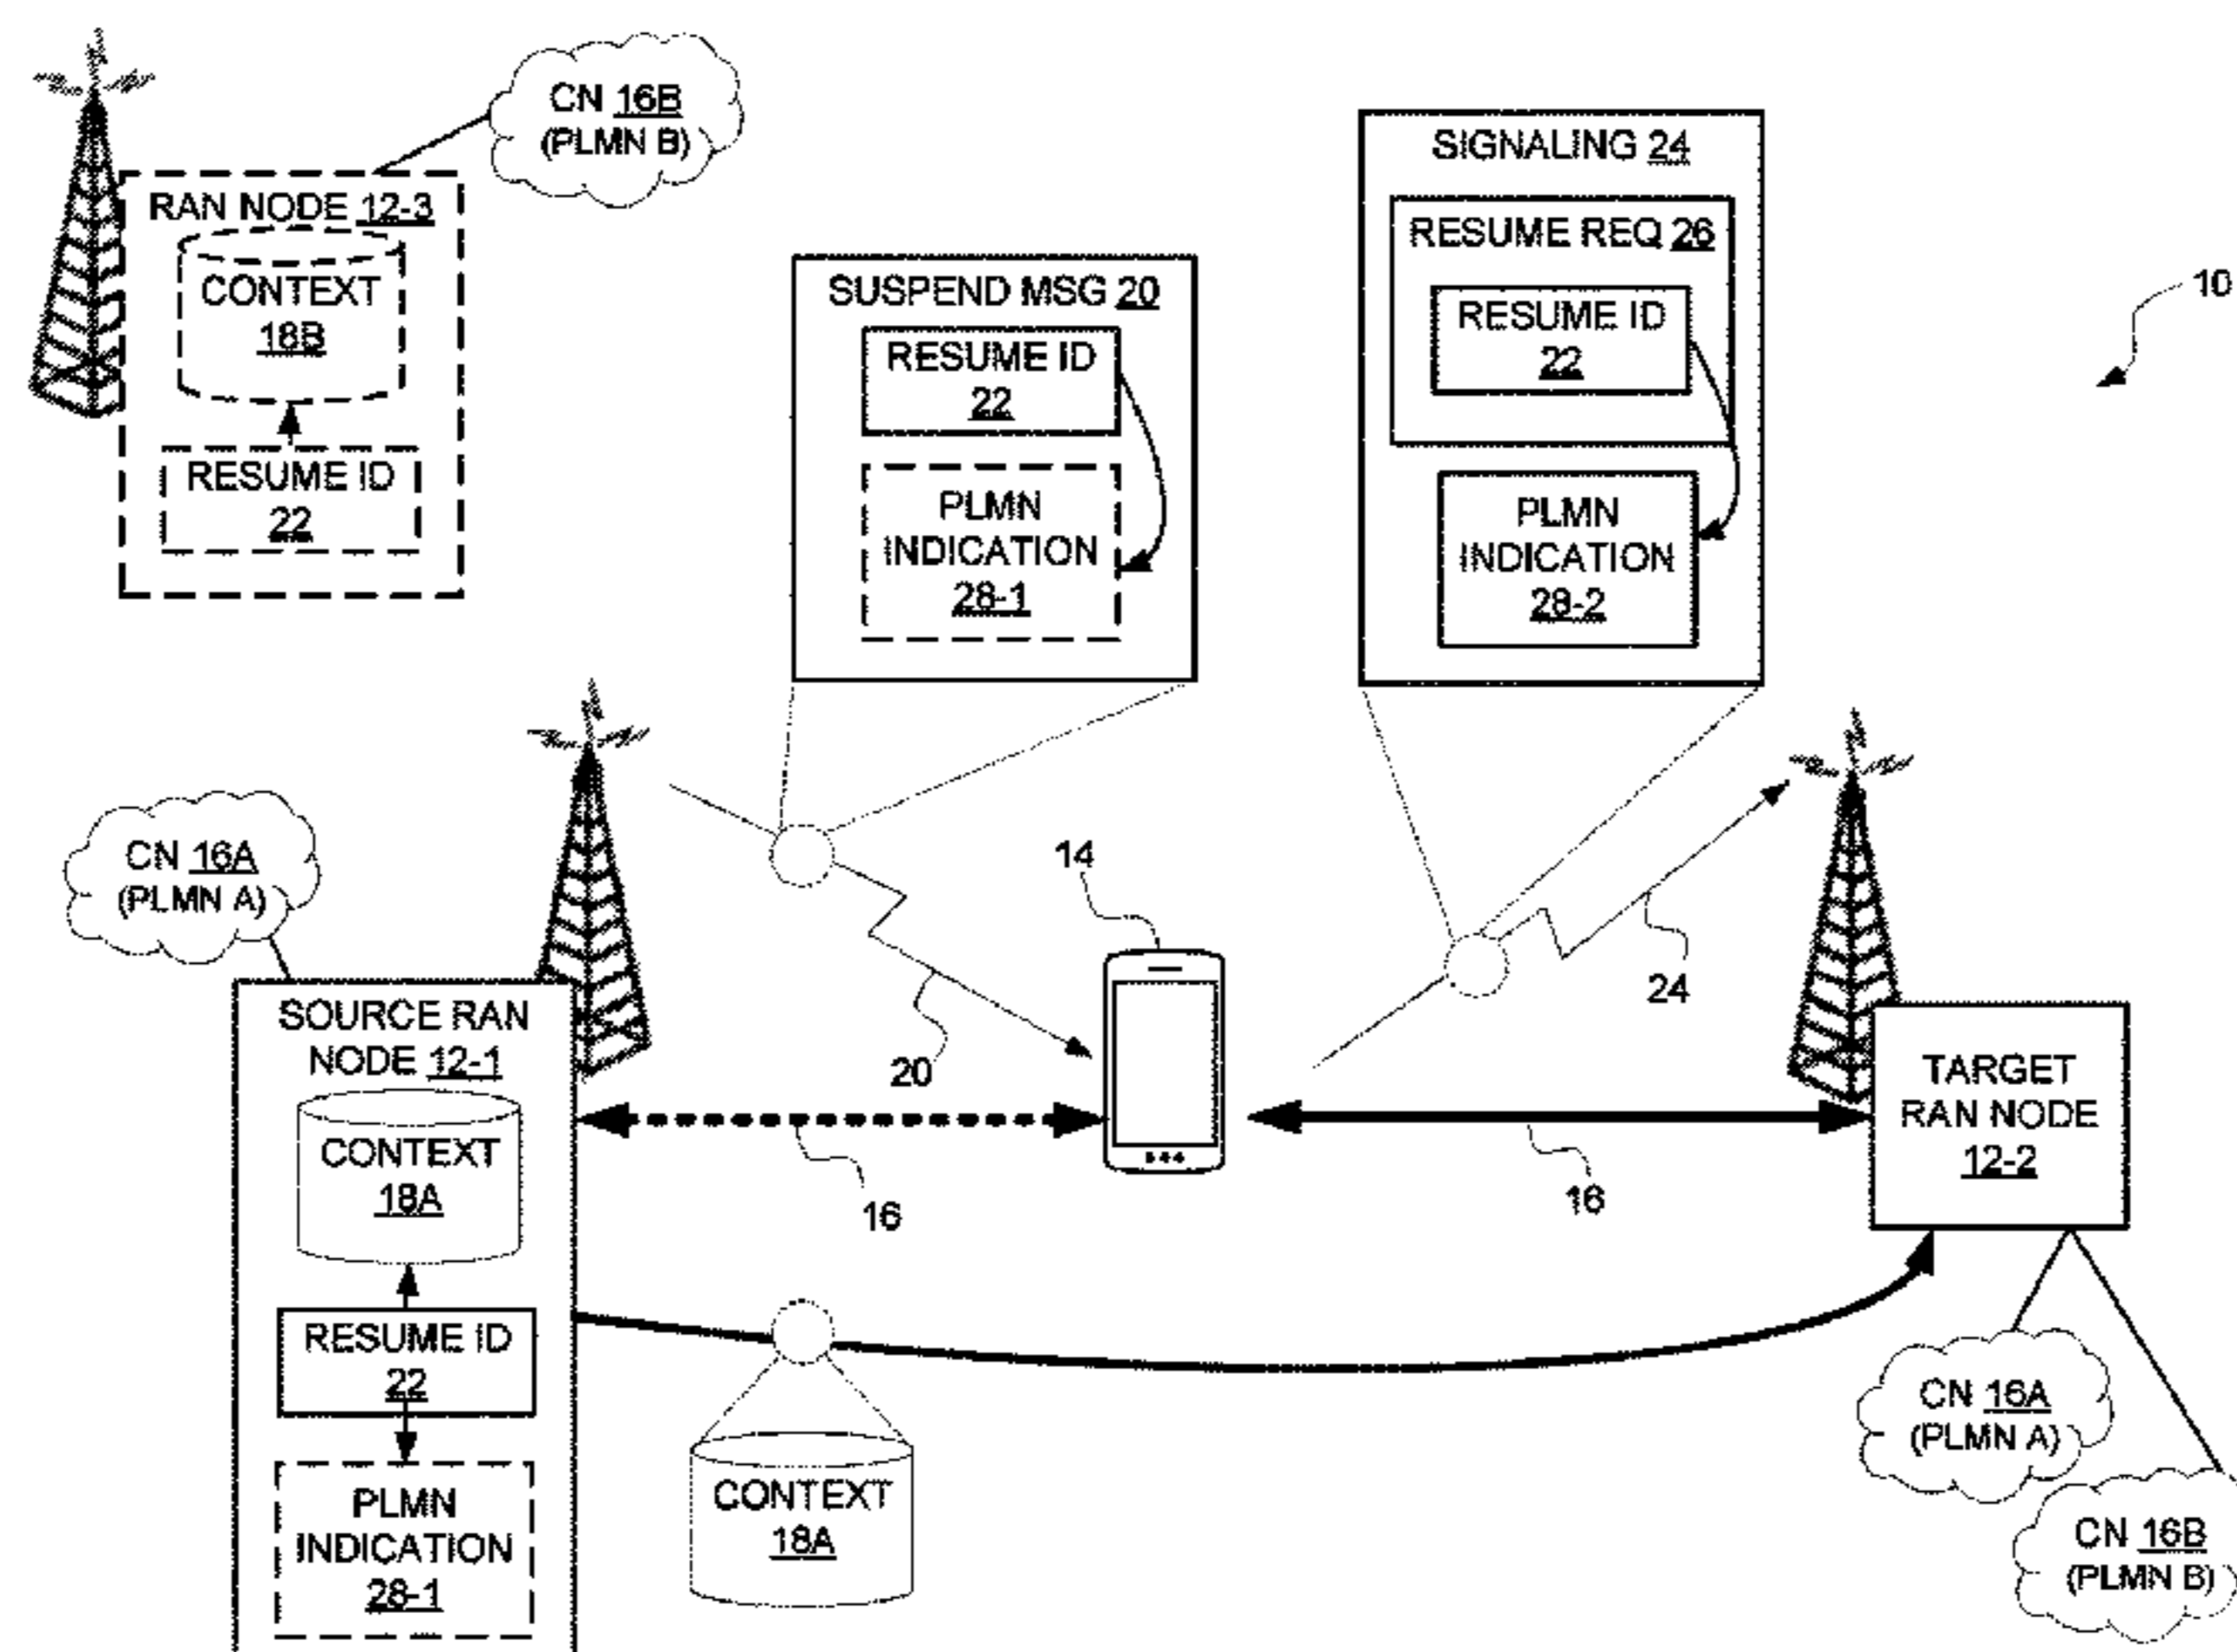 CN 16B
(PLMN B)
RAN NODE 12-3
CONTEXT
18B
RESUME ID
22
SUSPEND MSG 20
RESUME ID
22
PLMN
INDICATION
28-1
SIGNALING 24
RESUME REQ 26
RESUME ID
22
PLMN
INDICATION
28-2
10
CN 16A
(PLMN A)
SOURCE RAN
NODE 12-1
CONTEXT
18A
RESUME ID
22
PLMN
INDICATION
28-1
20
14
16
24
16
TARGET
RAN NODE
12-2
CONTEXT
18A
CN 16A
(PLMN A)
CN 16B
(PLMN B)